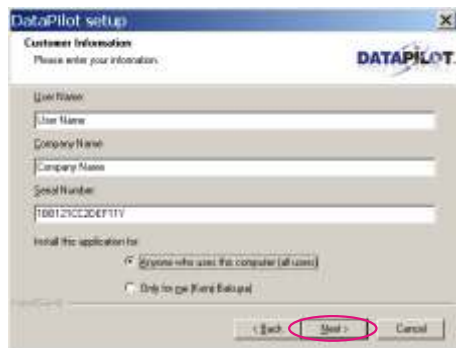 DataPilot setup
Customer Information
Please enter your information.
DATAPILOT
User Name:
User Name
Company Name:
Company Name
Serial Number:
Install this application for:
Anyone who uses this computer (all users)
Only for me
< Back
Next >
Cancel